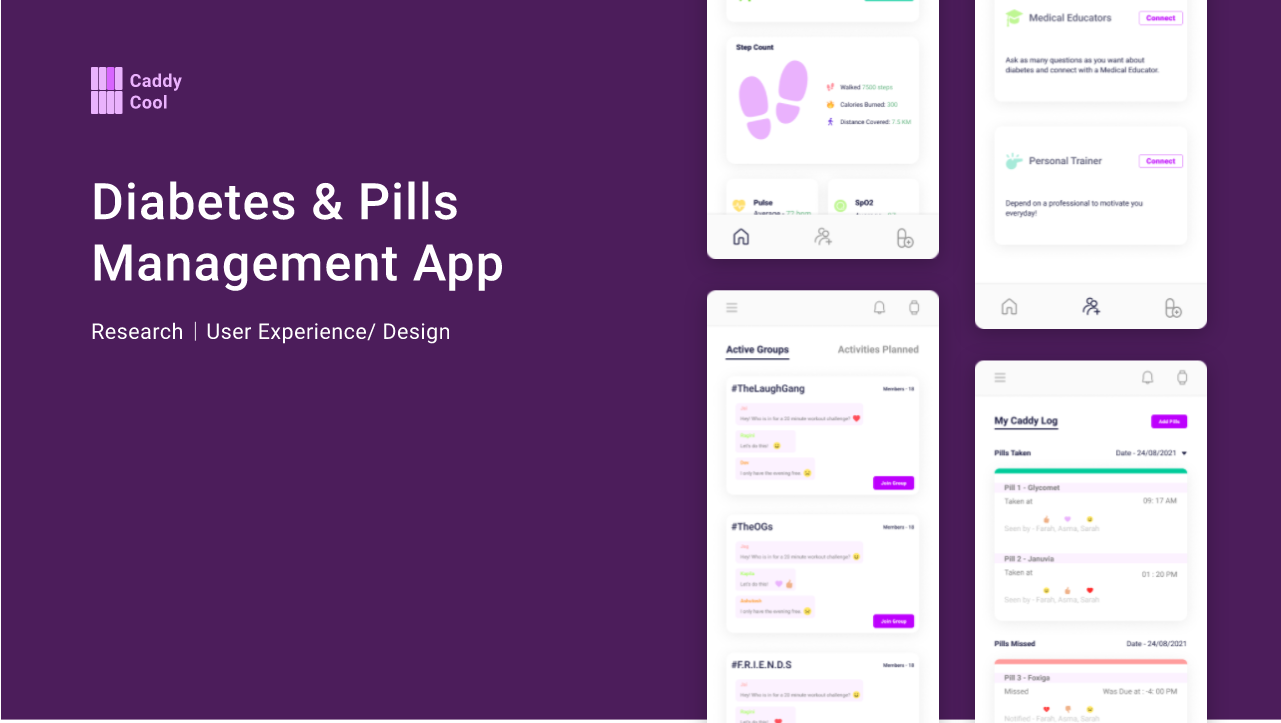 Caddy
Cool
Diabetes & Pills
Management App
Research | User Experience/ Design
Step Count
Walked 7500 steps
Calories Burned: 300
Distance Covered: 7.5 KM
Pulse
SpO2
Active Groups
Activities Planned
#TheLaughGang
Members - 18
Hey! Who is in for a 30 minute workout challenge?
Let's do this!
I only have the evening free.
Join Group
#TheOGs
Members - 18
Hey! Who is in for a 30 minute workout challenge?
Let's do this!
I only have the evening free.
Join Group
#F.R.I.E.N.D.S
Members - 18
Hey! Who is in for a 30 minute workout challenge?
Let's do this!
Medical Educators
Connect
Ask as many questions as you want about
diabetes and connect with a Medical Educator.
Personal Trainer
Connect
Depend on a professional to motivate you
everyday!
My Caddy Log
Add Pills
Pills Taken
Date - 24/08/2021
Pill 1 - Glycomet
Taken at
09: 17 AM
Seen by - Farah, Asma, Sarah
Pill 2 - Januvia
Taken at
01 : 20 PM
Seen by - Farah, Asma, Sarah
Pills Missed
Date - 24/08/2021
Pill 3 - Foxiga
Missed
Was Due at : -4: 00 PM
Notified - Farah, Asma, Sarah